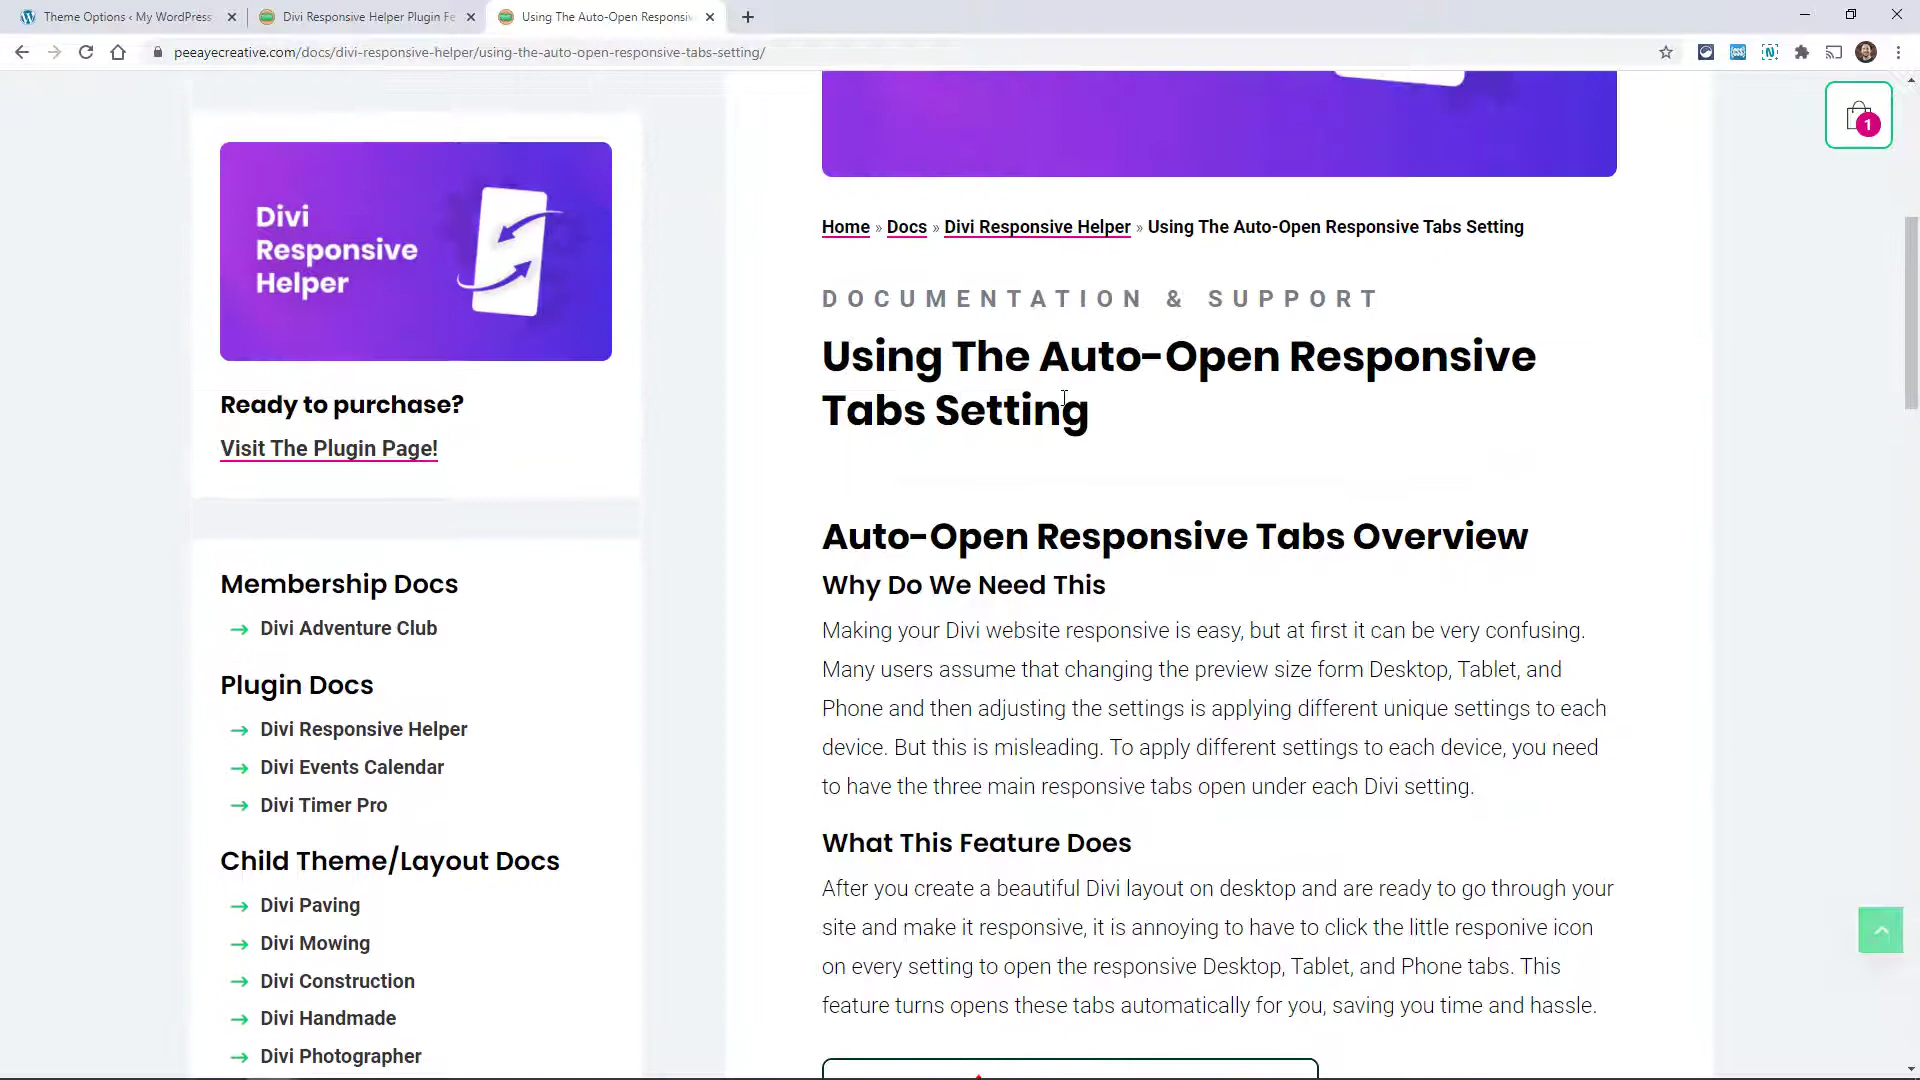 Theme Options ‹ My WordPress
Divi Responsive Helper Plugin Fe
Using The Auto-Open Responsiv
peeayecreative.com/docs/divi-responsive-helper/using-the-auto-open-responsive-tabs-setting/
1
Divi
Responsive
Helper
Ready to purchase?
Visit The Plugin Page!
Membership Docs
Divi Adventure Club
Plugin Docs
Divi Responsive Helper
Divi Events Calendar
Divi Timer Pro
Child Theme/Layout Docs
Divi Paving
Divi Mowing
Divi Construction
Divi Handmade
Divi Photographer
Home » Docs » Divi Responsive Helper » Using The Auto-Open Responsive Tabs Setting
DOCUMENTATION & SUPPORT
Using The Auto-Open Responsive
Tabs Setting
Auto-Open Responsive Tabs Overview
Why Do We Need This
Making your Divi website responsive is easy, but at first it can be very confusing.
Many users assume that changing the preview size form Desktop, Tablet, and
Phone and then adjusting the settings is applying different unique settings to each
device. But this is misleading. To apply different settings to each device, you need
to have the three main responsive tabs open under each Divi setting.
What This Feature Does
After you create a beautiful Divi layout on desktop and are ready to go through your
site and make it responsive, it is annoying to have to click the little responive icon
on every setting to open the responsive Desktop, Tablet, and Phone tabs. This
feature turns opens these tabs automatically for you, saving you time and hassle.